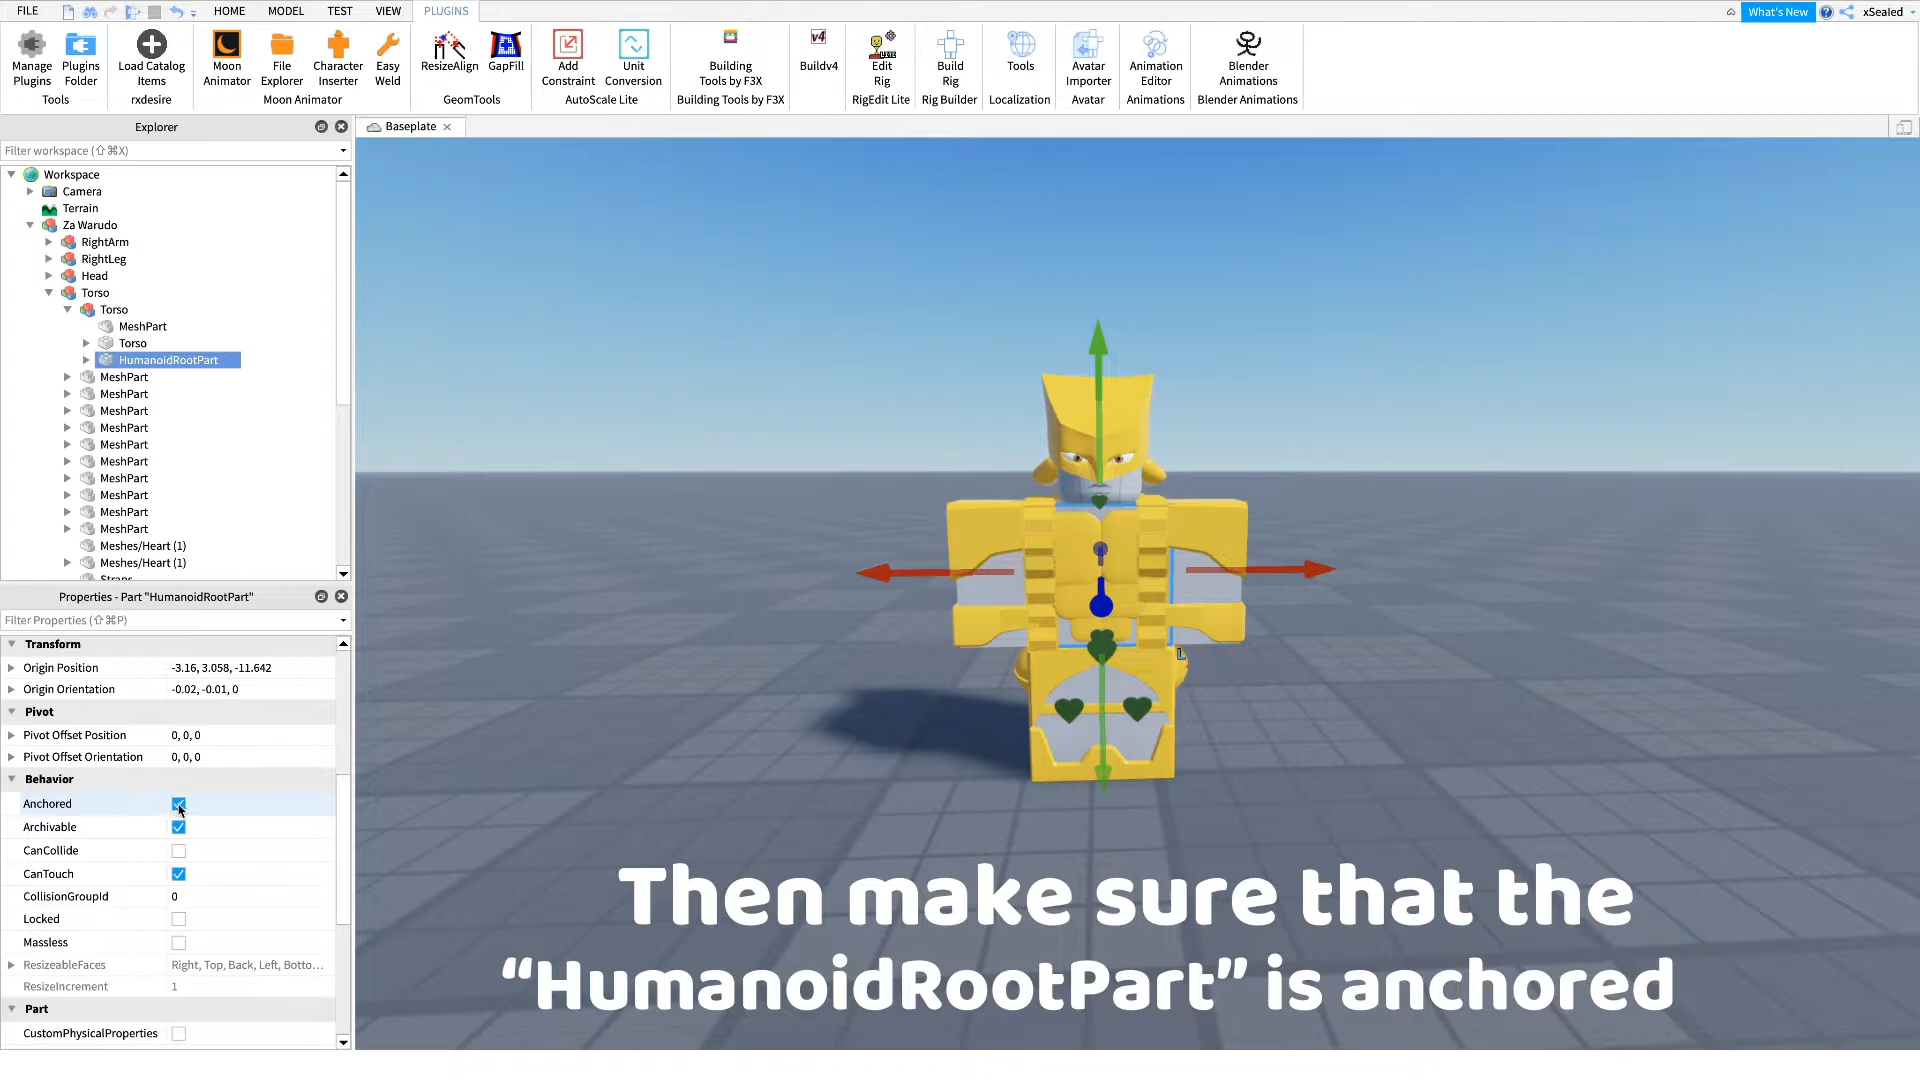 FILE HOME MODEL TEST VIEW PLUGINS What's New xSealed
Manage Plugins
Plugins Folder
Tools
Load Catalog Items
rxdesire
Moon Animator
File Explorer
Character Inserter
Easy Weld
Moon Animator
ResizeAlign
GapFill
GeomTools
Add Constraint
Unit Conversion
AutoScale Lite
Building Tools by F3X
Building Tools by F3X
v4
Buildv4
Edit Rig
RigEdit Lite
Build Rig
Rig Builder
Tools
Localization
Avatar Importer
Avatar
Animation Editor
Animations
Blender Animations
Blender Animations
Explorer
Filter workspace (⇧⌘X)
Workspace
Camera
Terrain
Za Warudo
RightArm
RightLeg
Head
Torso
Torso
MeshPart
Torso
HumanoidRootPart
MeshPart
MeshPart
MeshPart
MeshPart
MeshPart
MeshPart
MeshPart
MeshPart
MeshPart
MeshPart
Meshes/Heart (1)
Meshes/Heart (1)
Straps
Baseplate
Properties - Part "HumanoidRootPart"
Filter Properties (⇧⌘P)
Transform
Origin Position -3.16, 3.058, -11.642
Origin Orientation -0.02, -0.01, 0
Pivot
Pivot Offset Position 0, 0, 0
Pivot Offset Orientation 0, 0, 0
Behavior
Anchored
Archivable
CanCollide
CanTouch
CollisionGroupId 0
Locked
Massless
ResizeableFaces Right, Top, Back, Left, Botto...
ResizeIncrement 1
Part
CustomPhysicalProperties
L
Then make sure that the
“HumanoidRootPart” is anchored